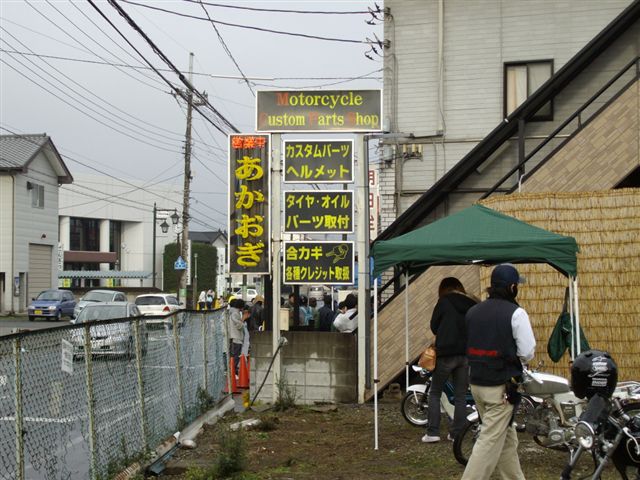 Motorcycle
Custom Parts Shop
営業中
あかおぎ
カスタムパーツ
ヘルメット
タイヤ・オイル
パーツ取付
合カギ
各種クレジット取扱